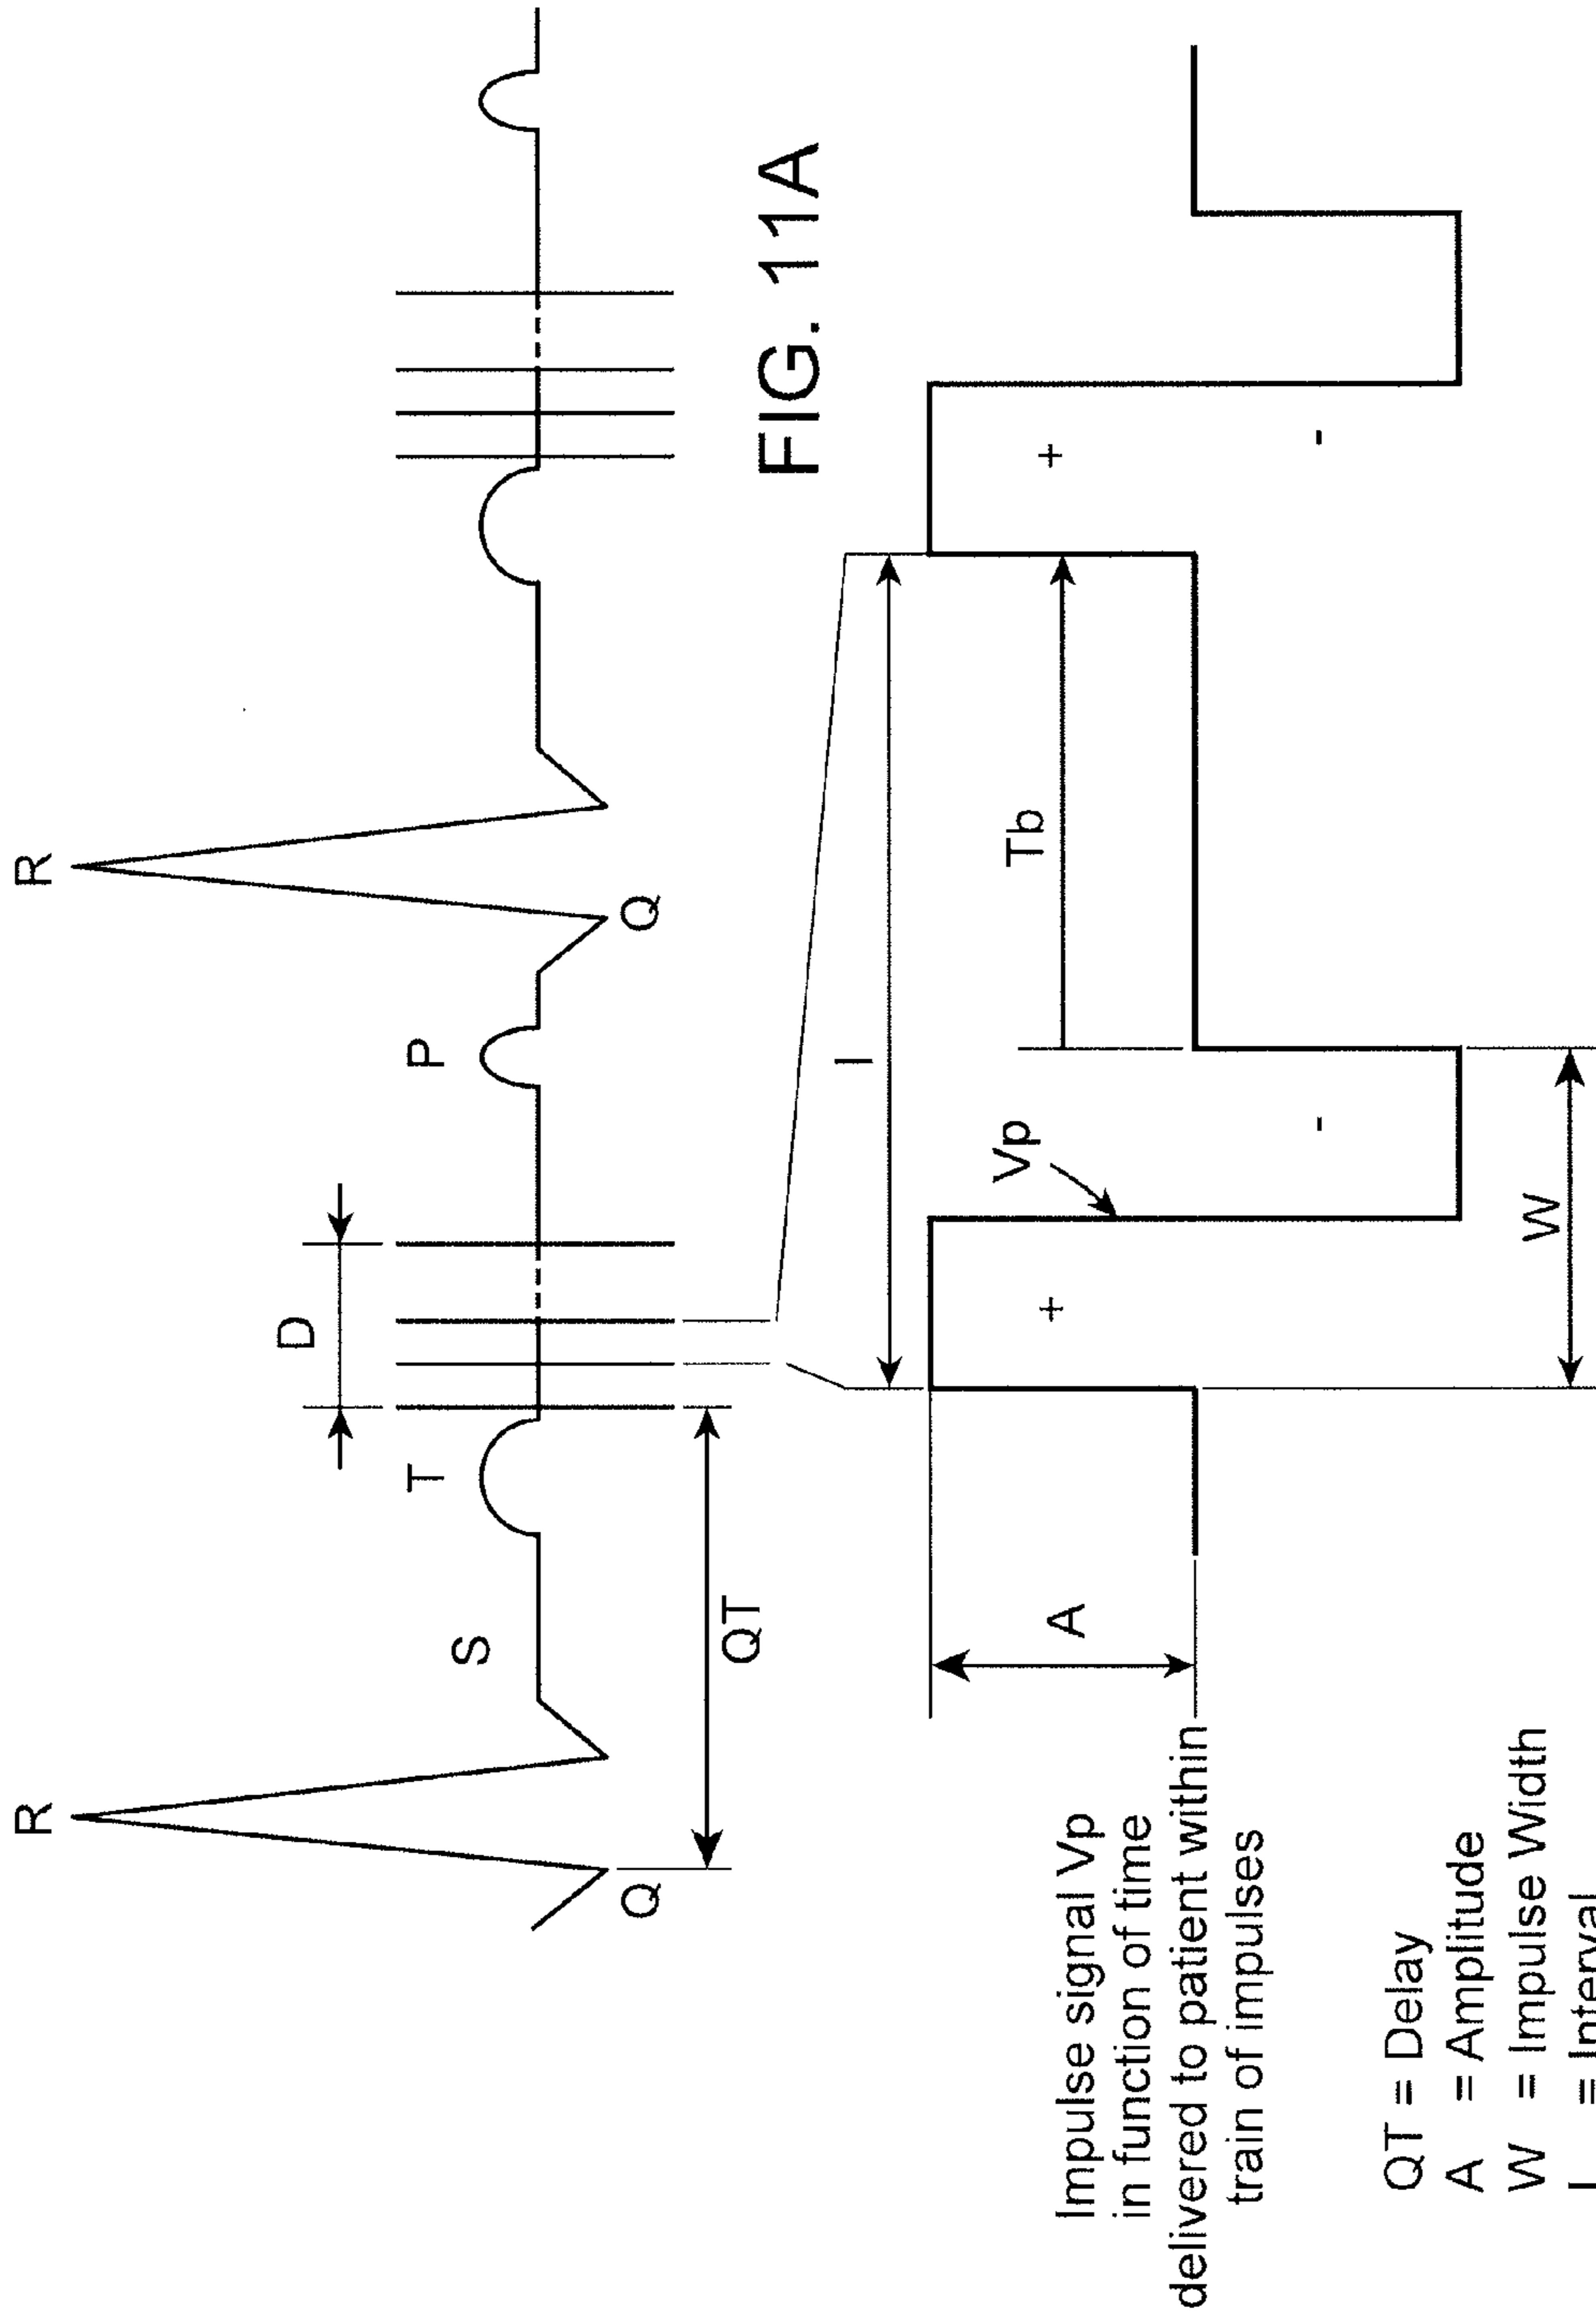 R
R
D
T
P
S
Q
Q
QT
FIG. 11A
I
Vp
Tb
A
+
+
-
-
W
Impulse signal Vp
in function of time
delivered to patient within
train of impulses
QT = Delay
A = Amplitude
W = Impulse Width
I = Interval